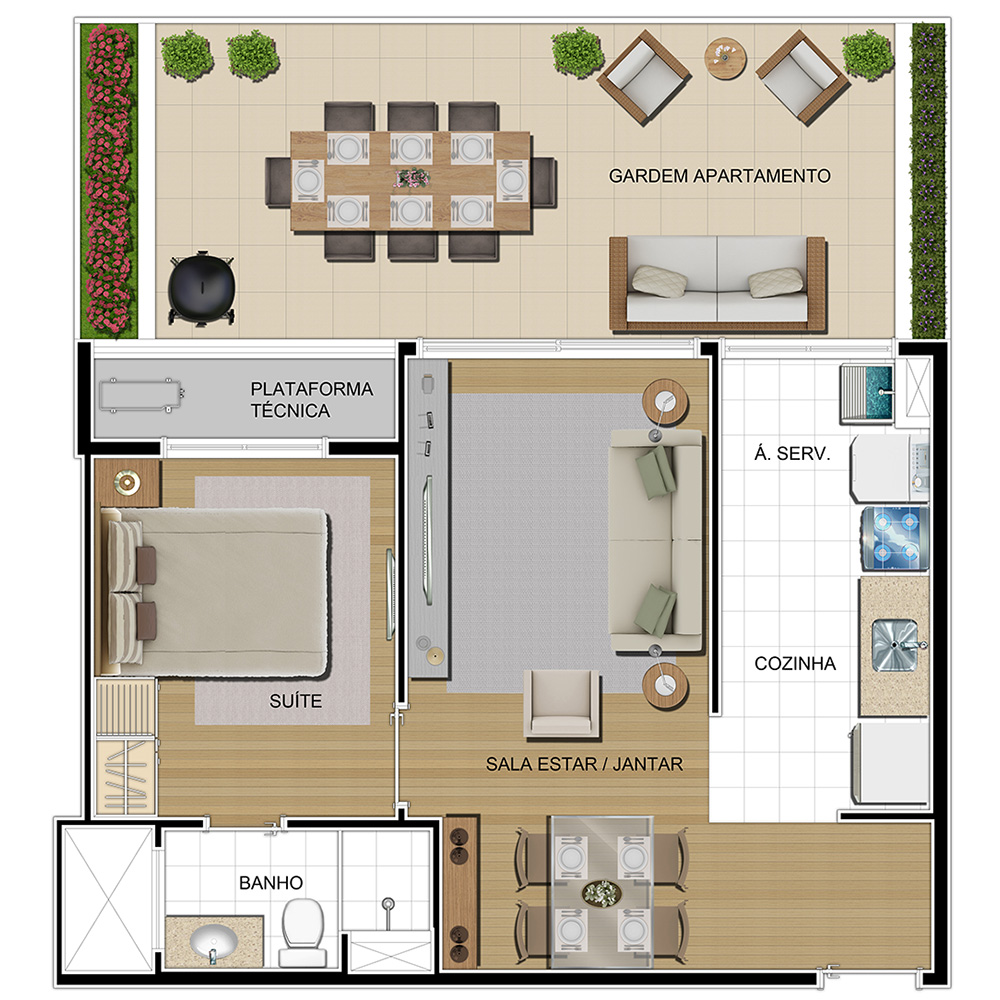 GARDEM APARTAMENTO
PLATAFORMA
TÉCNICA
Á. SERV.
COZINHA
SUÍTE
SALA ESTAR / JANTAR
BANHO